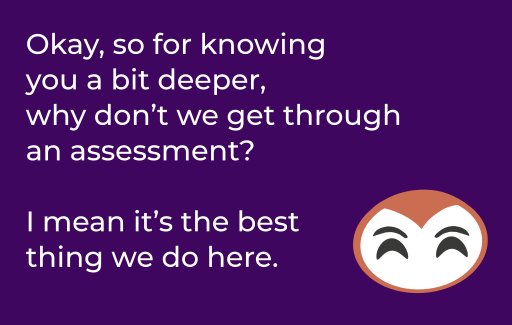 Okay, so for knowing
you a bit deeper,
why don’t we get through
an assessment?
I mean it’s the best
thing we do here.